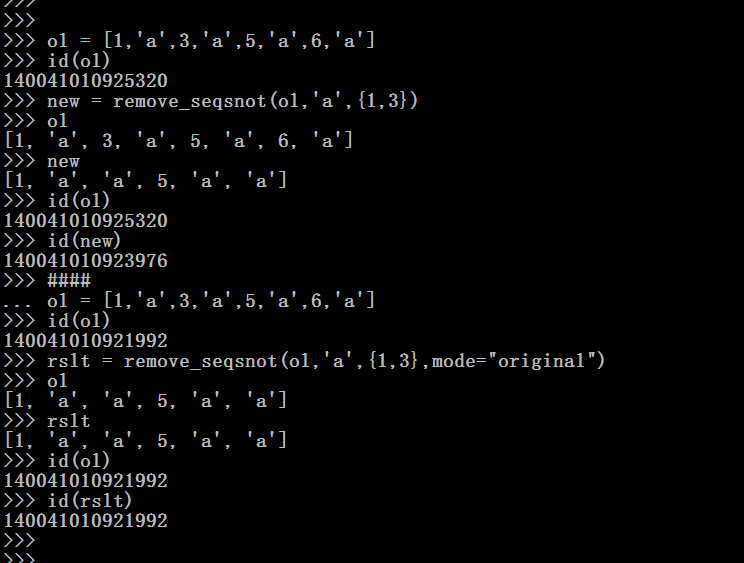 >>>
>>>
>>> ol = [1,'a',3,'a',5,'a',6,'a']
>>> id(ol)
140041010925320
>>> new = remove_seqsnot(ol,'a',{1,3})
>>> ol
[1, 'a', 3, 'a', 5, 'a', 6, 'a']
>>> new
[1, 'a', 'a', 5, 'a', 'a']
>>> id(ol)
140041010925320
>>> id(new)
140041010923976
>>> ####
... ol = [1,'a',3,'a',5,'a',6,'a']
>>> id(ol)
140041010921992
>>> rslt = remove_seqsnot(ol,'a',{1,3},mode="original")
>>> ol
[1, 'a', 'a', 5, 'a', 'a']
>>> rslt
[1, 'a', 'a', 5, 'a', 'a']
>>> id(ol)
140041010921992
>>> id(rslt)
140041010921992
>>>
>>>